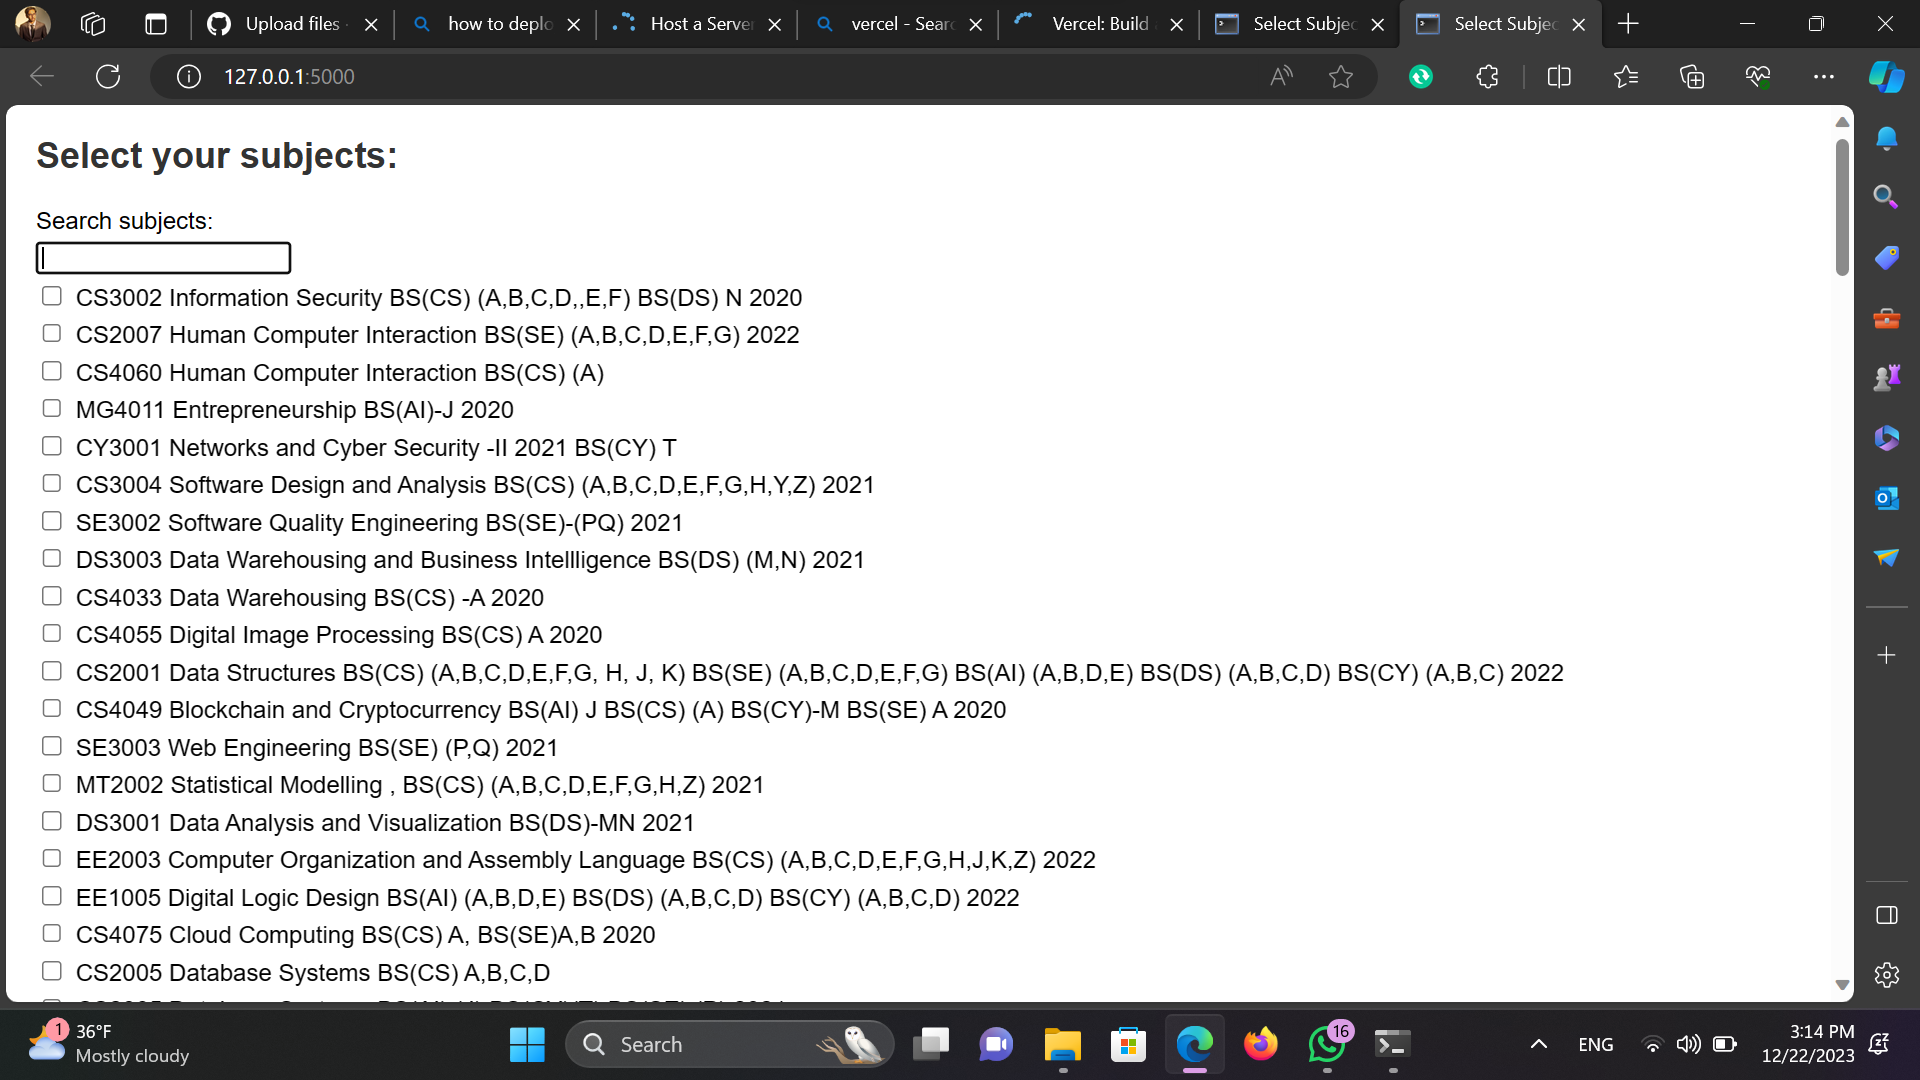 Upload files
how to deplo
Host a Server
vercel - Sear
Vercel: Build
Select Subjec
Select Subjec
127.0.0.1:5000
Select your subjects:
Search subjects:
CS3002 Information Security BS(CS) (A,B,C,D,,E,F) BS(DS) N 2020
CS2007 Human Computer Interaction BS(SE) (A,B,C,D,E,F,G) 2022
CS4060 Human Computer Interaction BS(CS) (A)
MG4011 Entrepreneurship BS(AI)-J 2020
CY3001 Networks and Cyber Security -II 2021 BS(CY) T
CS3004 Software Design and Analysis BS(CS) (A,B,C,D,E,F,G,H,Y,Z) 2021
SE3002 Software Quality Engineering BS(SE)-(PQ) 2021
DS3003 Data Warehousing and Business Intellligence BS(DS) (M,N) 2021
CS4033 Data Warehousing BS(CS) -A 2020
CS4055 Digital Image Processing BS(CS) A 2020
CS2001 Data Structures BS(CS) (A,B,C,D,E,F,G, H, J, K) BS(SE) (A,B,C,D,E,F,G) BS(AI) (A,B,D,E) BS(DS) (A,B,C,D) BS(CY) (A,B,C) 2022
CS4049 Blockchain and Cryptocurrency BS(AI) J BS(CS) (A) BS(CY)-M BS(SE) A 2020
SE3003 Web Engineering BS(SE) (P,Q) 2021
MT2002 Statistical Modelling , BS(CS) (A,B,C,D,E,F,G,H,Z) 2021
DS3001 Data Analysis and Visualization BS(DS)-MN 2021
EE2003 Computer Organization and Assembly Language BS(CS) (A,B,C,D,E,F,G,H,J,K,Z) 2022
EE1005 Digital Logic Design BS(AI) (A,B,D,E) BS(DS) (A,B,C,D) BS(CY) (A,B,C,D) 2022
CS4075 Cloud Computing BS(CS) A, BS(SE)A,B 2020
CS2005 Database Systems BS(CS) A,B,C,D
1
36°F
Mostly cloudy
Search
16
ENG
3:14 PM
12/22/2023